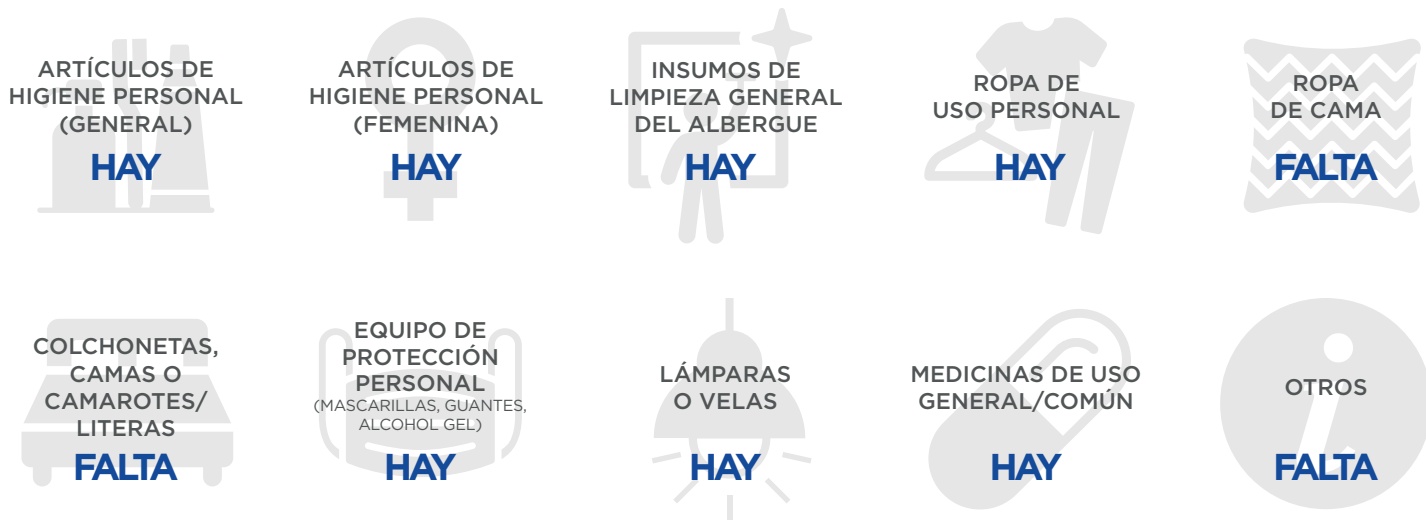 ARTÍCULOS DE
HIGIENE PERSONAL
(GENERAL)
HAY
ARTÍCULOS DE
HIGIENE PERSONAL
(FEMENINA)
HAY
INSUMOS DE
LIMPIEZA GENERAL
DEL ALBERGUE
HAY
ROPA DE
USO PERSONAL
HAY
ROPA
DE CAMA
FALTA
COLCHONETAS,
CAMAS O
CAMAROTES/
LITERAS
FALTA
EQUIPO DE
PROTECCIÓN
PERSONAL
(MASCARILLAS, GUANTES,
ALCOHOL GEL)
HAY
LÁMPARAS
O VELAS
HAY
MEDICINAS DE USO
GENERAL/COMÚN
HAY
OTROS
FALTA